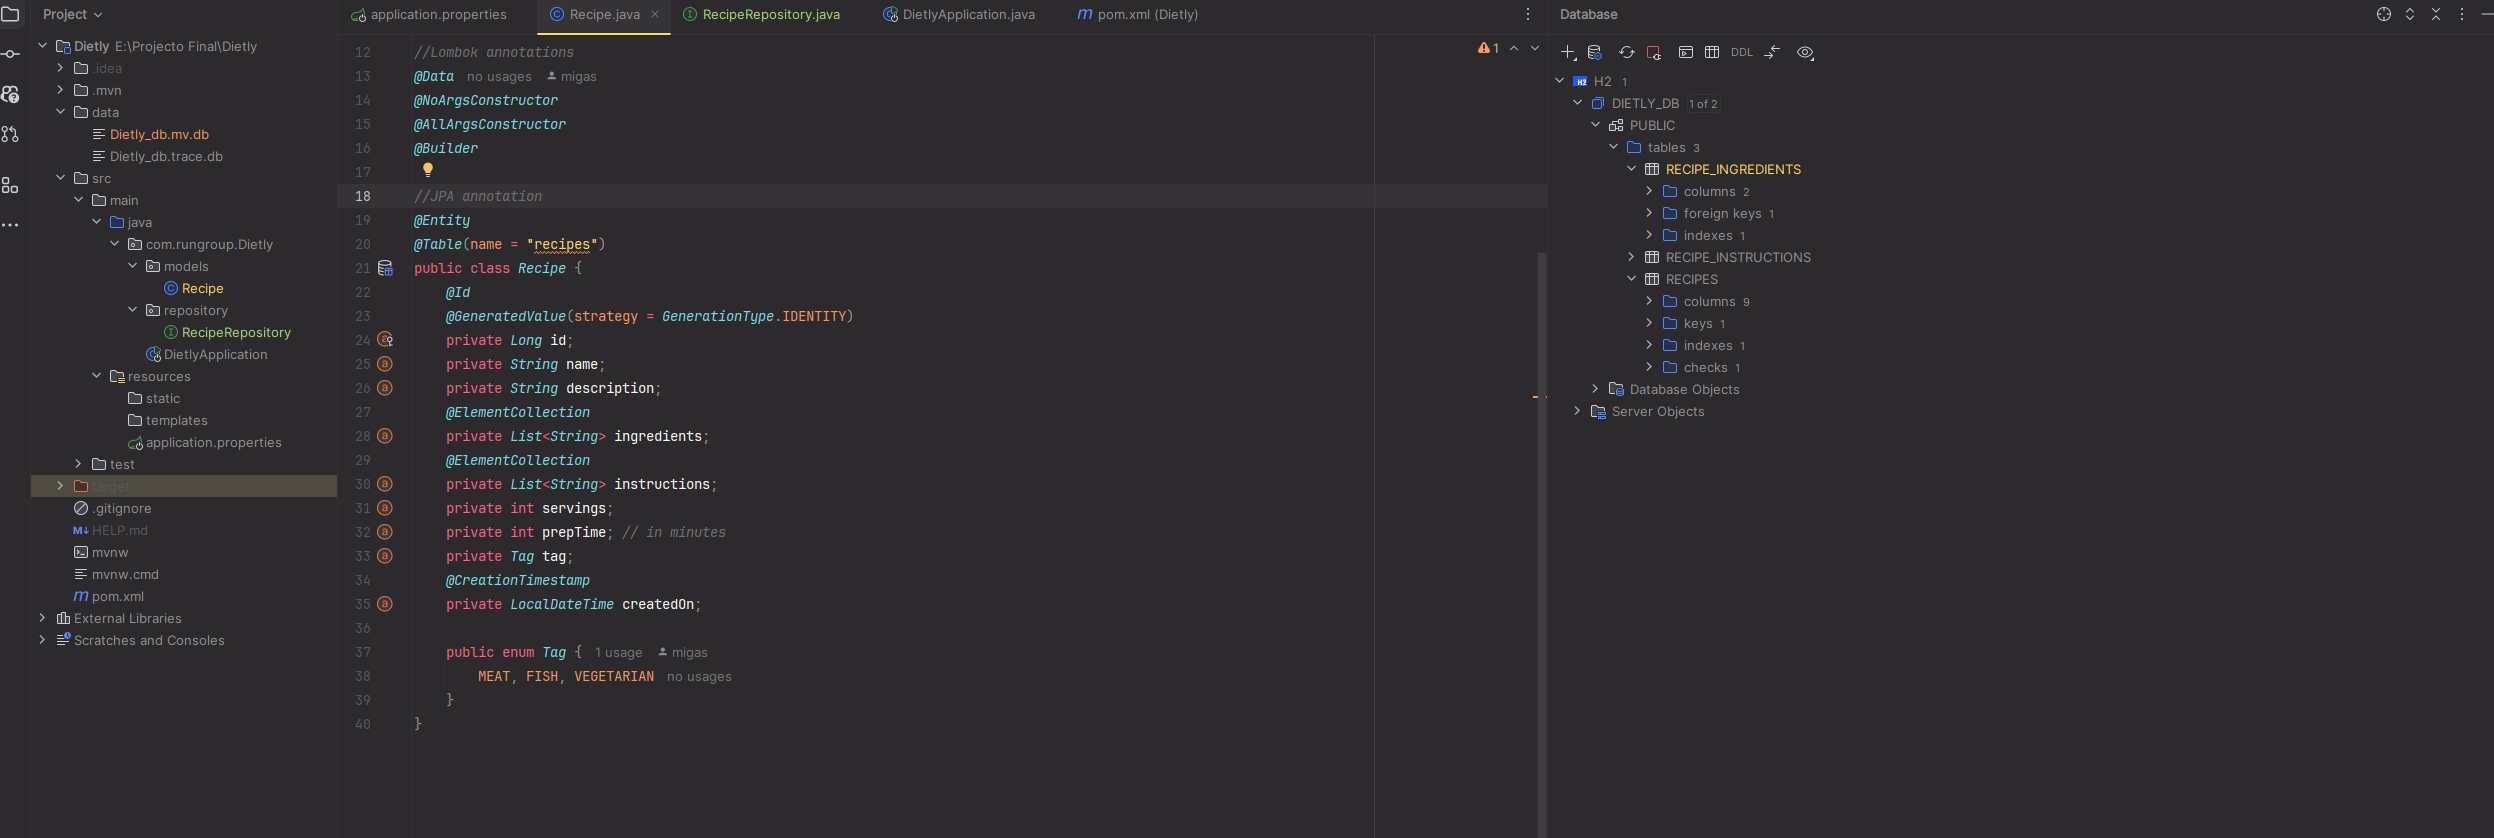 Project
Dietly E:\Projecto Final\Dietly
.idea
.mvn
data
Dietly_db.mv.db
Dietly_db.trace.db
src
main
java
com.rungroup.Dietly
models
Recipe
repository
RecipeRepository
DietlyApplication
resources
static
templates
application.properties
test
target
.gitignore
M↓ HELP.md
mvnw
mvnw.cmd
m pom.xml
External Libraries
Scratches and Consoles
application.properties
Recipe.java
RecipeRepository.java
DietlyApplication.java
m pom.xml (Dietly)
1
12 //Lombok annotations
13 @Data no usages migas
14 @NoArgsConstructor
15 @AllArgsConstructor
16 @Builder
17
18 //JPA annotation
19 @Entity
20 @Table(name = "recipes")
21 public class Recipe {
22 @Id
23 @GeneratedValue(strategy = GenerationType.IDENTITY)
24 private Long id;
25 private String name;
26 private String description;
27 @ElementCollection
28 private List<String> ingredients;
29 @ElementCollection
30 private List<String> instructions;
31 private int servings;
32 private int prepTime; // in minutes
33 private Tag tag;
34 @CreationTimestamp
35 private LocalDateTime createdOn;
36
37 public enum Tag { 1 usage migas
38 MEAT, FISH, VEGETARIAN no usages
39 }
40 }
Database
DDL
H2 H2 1
DIETLY_DB 1 of 2
PUBLIC
tables 3
RECIPE_INGREDIENTS
columns 2
foreign keys 1
indexes 1
RECIPE_INSTRUCTIONS
RECIPES
columns 9
keys 1
indexes 1
checks 1
Database Objects
Server Objects